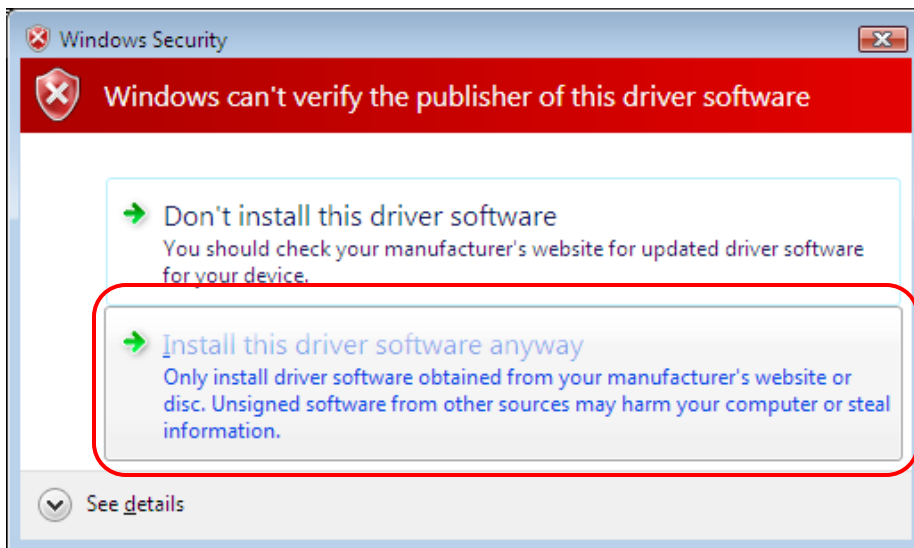 Windows Security
Windows can't verify the publisher of this driver software
Don't install this driver software
You should check your manufacturer's website for updated driver software
for your device.
Install this driver software anyway
Only install driver software obtained from your manufacturer's website or
disc. Unsigned software from other sources may harm your computer or steal
information.
See details